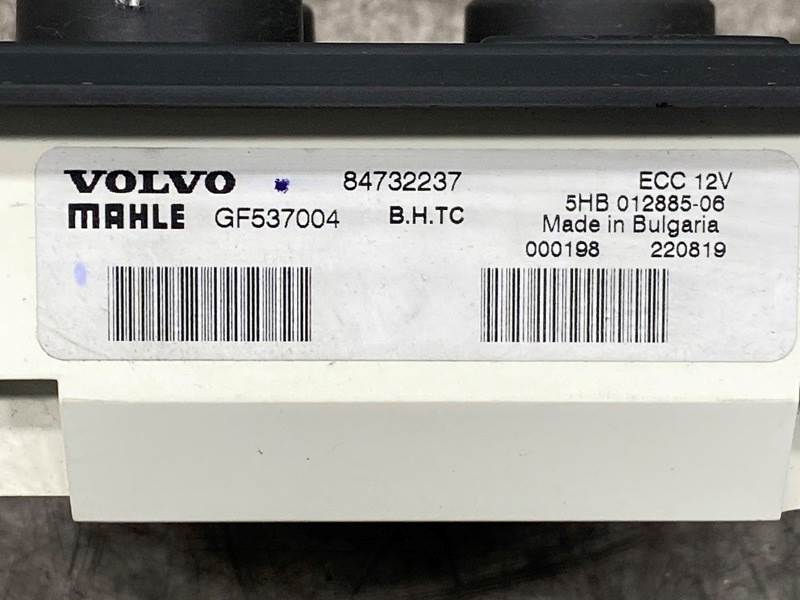 VOLVO 84732237 ECC 12V
MAHLE GF537004 B.H.TC 5HB 012885-06
Made in Bulgaria
000198 220819